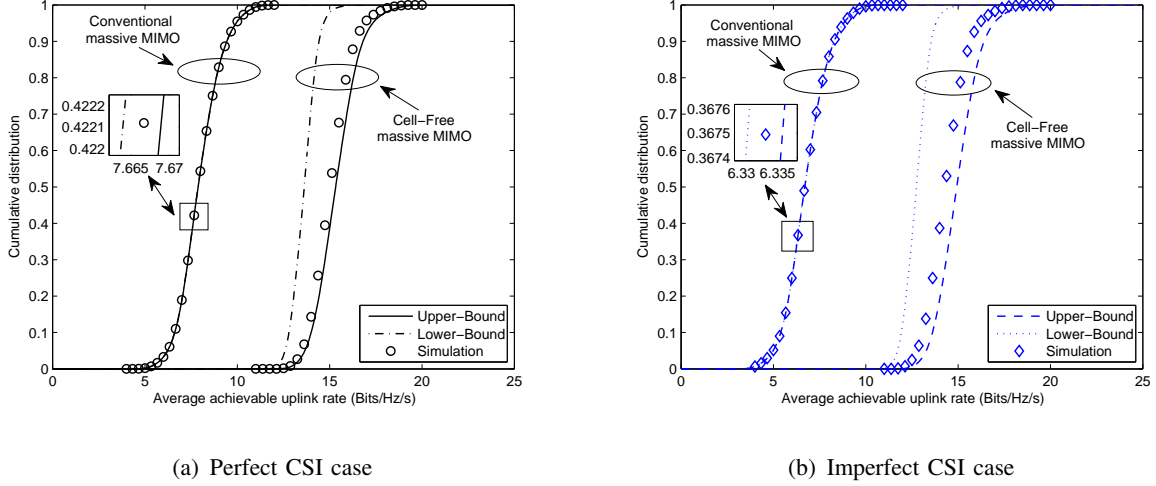 1
0.9
0.8
0.7
0.6
0.5
0.4
0.3
0.2
0.1
0
Cumulative distribution
Conventional
massive MIMO
0.4222
0.4221
0.422
7.665 7.67
Cell-Free
massive MIMO
Upper-Bound
Lower-Bound
Simulation
0 5 10 15 20 25
Average achievable uplink rate (Bits/Hz/s)
(a) Perfect CSI case
1
0.9
0.8
0.7
0.6
0.5
0.4
0.3
0.2
0.1
0
Cumulative distribution
Conventional
massive MIMO
0.3676
0.3675
0.3674
6.33 6.335
Cell-Free
massive MIMO
Upper-Bound
Lower-Bound
Simulation
0 5 10 15 20 25
Average achievable uplink rate (Bits/Hz/s)
(b) Imperfect CSI case